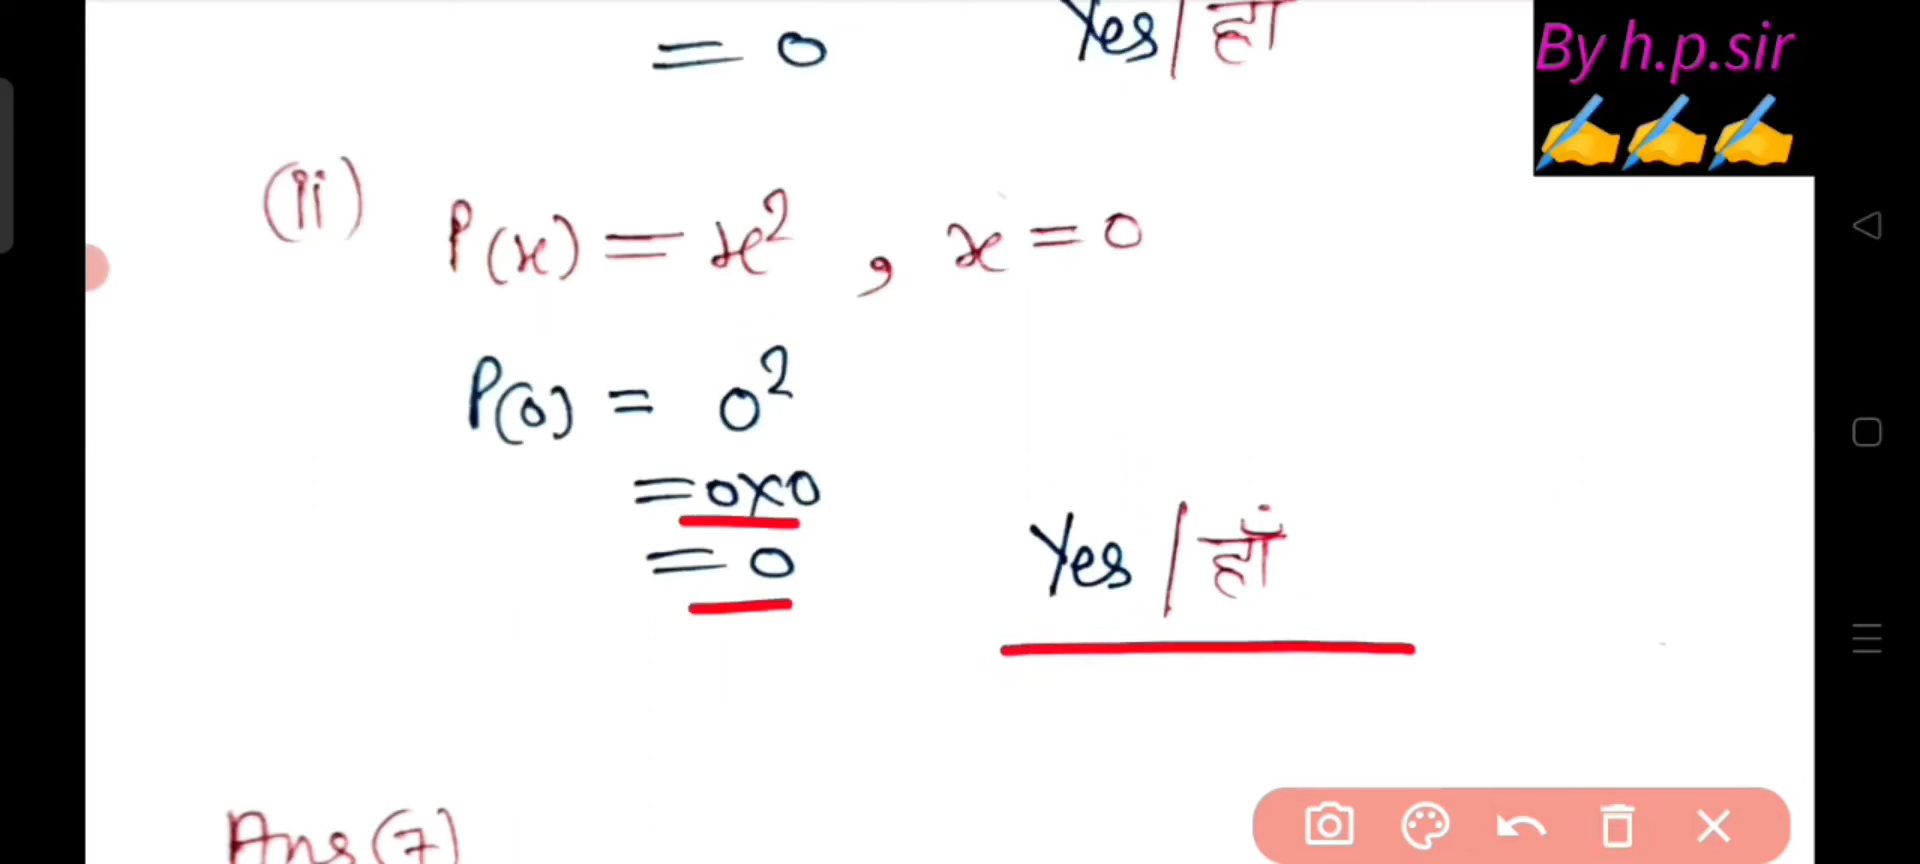 = 0 Yes | हाँ
By h.p.sir
(ii) P(x) = x² , x = 0
P(0) = 0²
= 0×0
= 0 Yes | हाँ
Ans (7)